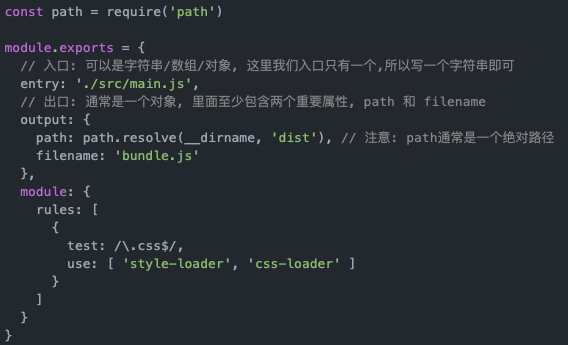 const path = require('path')

module.exports = {
  // 入口: 可以是字符串/数组/对象, 这里我们入口只有一个,所以写一个字符串即可
  entry: './src/main.js',
  // 出口: 通常是一个对象, 里面至少包含两个重要属性, path 和 filename
  output: {
    path: path.resolve(__dirname, 'dist'), // 注意: path通常是一个绝对路径
    filename: 'bundle.js'
  },
  module: {
    rules: [
      {
        test: /\.css$/,
        use: [ 'style-loader', 'css-loader' ]
      }
    ]
  }
}